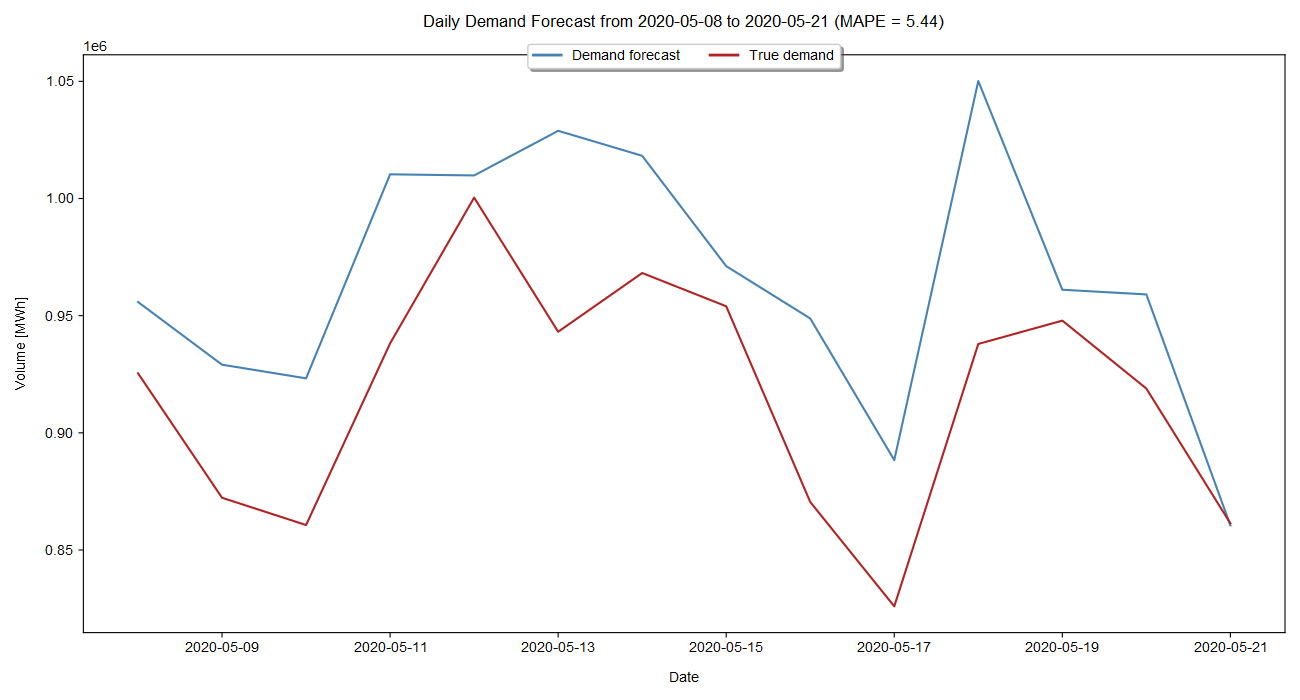 Daily Demand Forecast from 2020-05-08 to 2020-05-21 (MAPE = 5.44)
1e6
Demand forecast True demand
1.05
1.00
0.95
0.90
0.85
Volume [MWh]
2020-05-09 2020-05-11 2020-05-13 2020-05-15 2020-05-17 2020-05-19 2020-05-21
Date